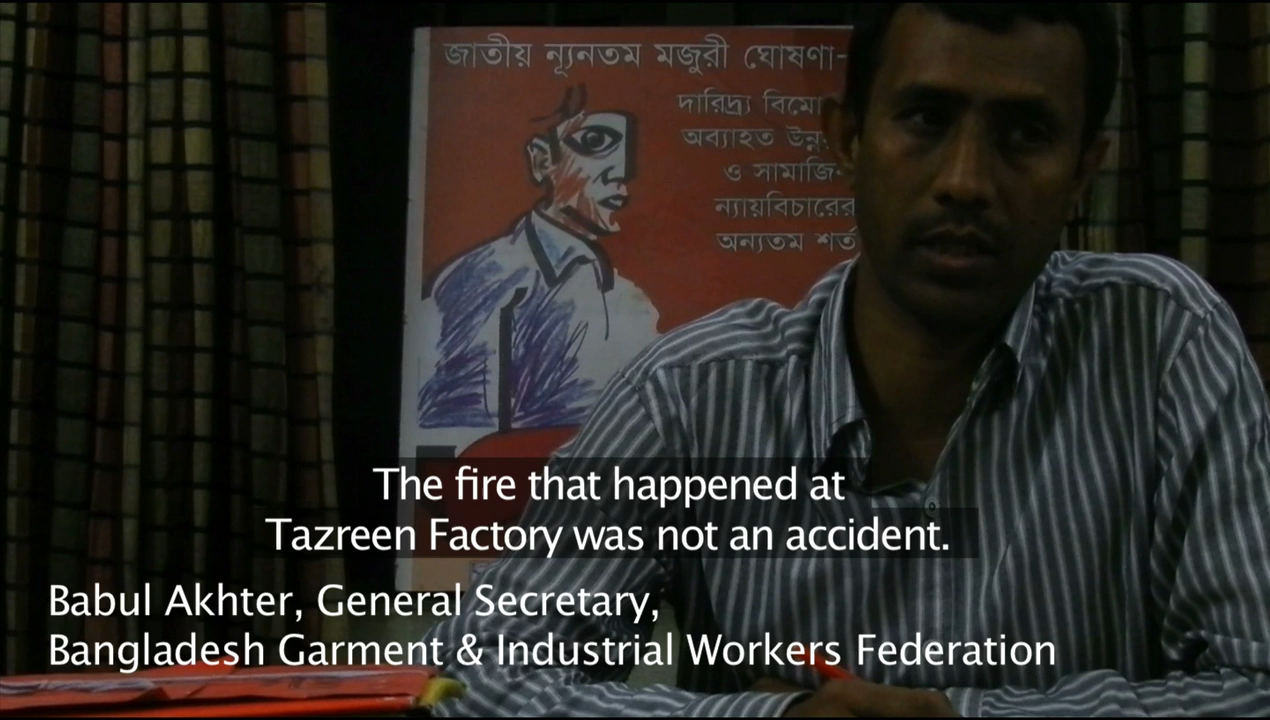 জাতীয় ন্যূনতম মজুরী ঘোষণা-
দারিদ্র্য
অব্যাহত
ও
ন্যায়বিচারের
অন্যতম শর্ত
The fire that happened at
Tazreen Factory was not an accident.
Babul Akhter, General Secretary,
Bangladesh Garment & Industrial Workers Federation